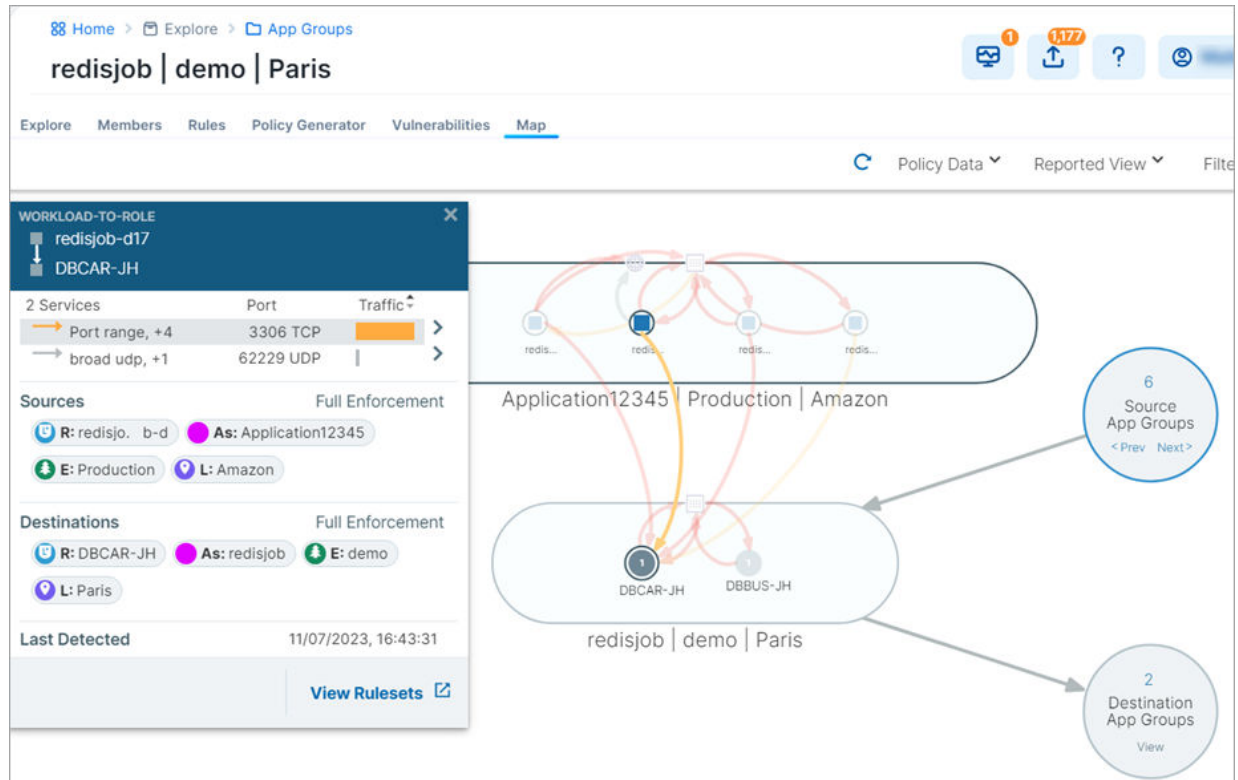 Home > Explore > App Groups
redisjob | demo | Paris
1
1,177
?
Explore Members Rules Policy Generator Vulnerabilities Map
Policy Data Reported View Filte
WORKLOAD-TO-ROLE
redisjob-d17
DBCAR-JH
2 Services Port Traffic
Port range, +4 3306 TCP
broad udp, +1 62229 UDP
Sources Full Enforcement
R: redisjo. b-d As: Application12345
E: Production L: Amazon
Destinations Full Enforcement
R: DBCAR-JH As: redisjob E: demo
L: Paris
Last Detected 11/07/2023, 16:43:31
View Rulesets
redis... redis... redis... redis...
Application12345 | Production | Amazon
1 1
DBCAR-JH DBBUS-JH
redisjob | demo | Paris
6
Source
App Groups
< Prev Next >
2
Destination
App Groups
View